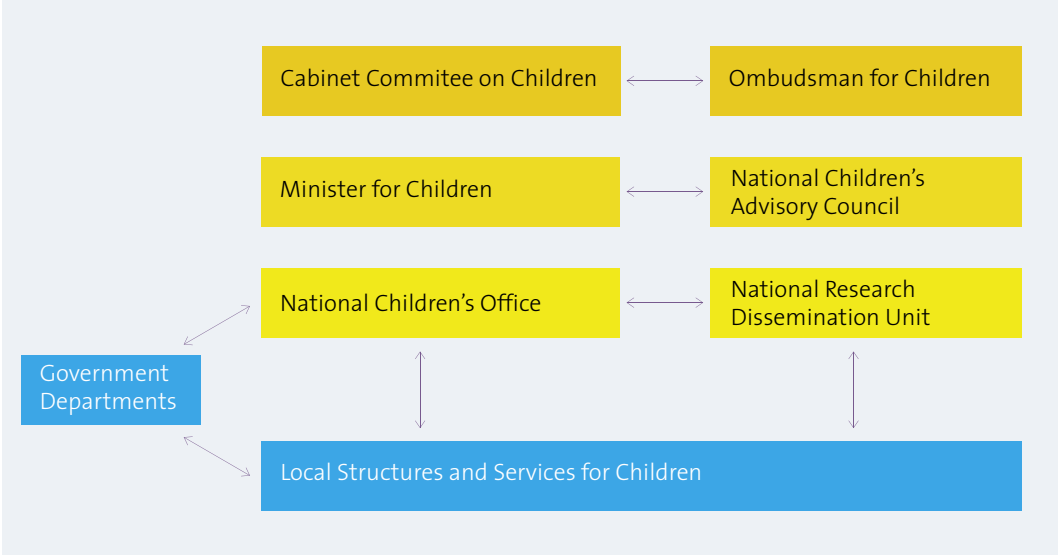 Cabinet Commitee on Children
Ombudsman for Children
Minister for Children
National Children’s
Advisory Council
National Children’s Office
National Research
Dissemination Unit
Government
Departments
Local Structures and Services for Children